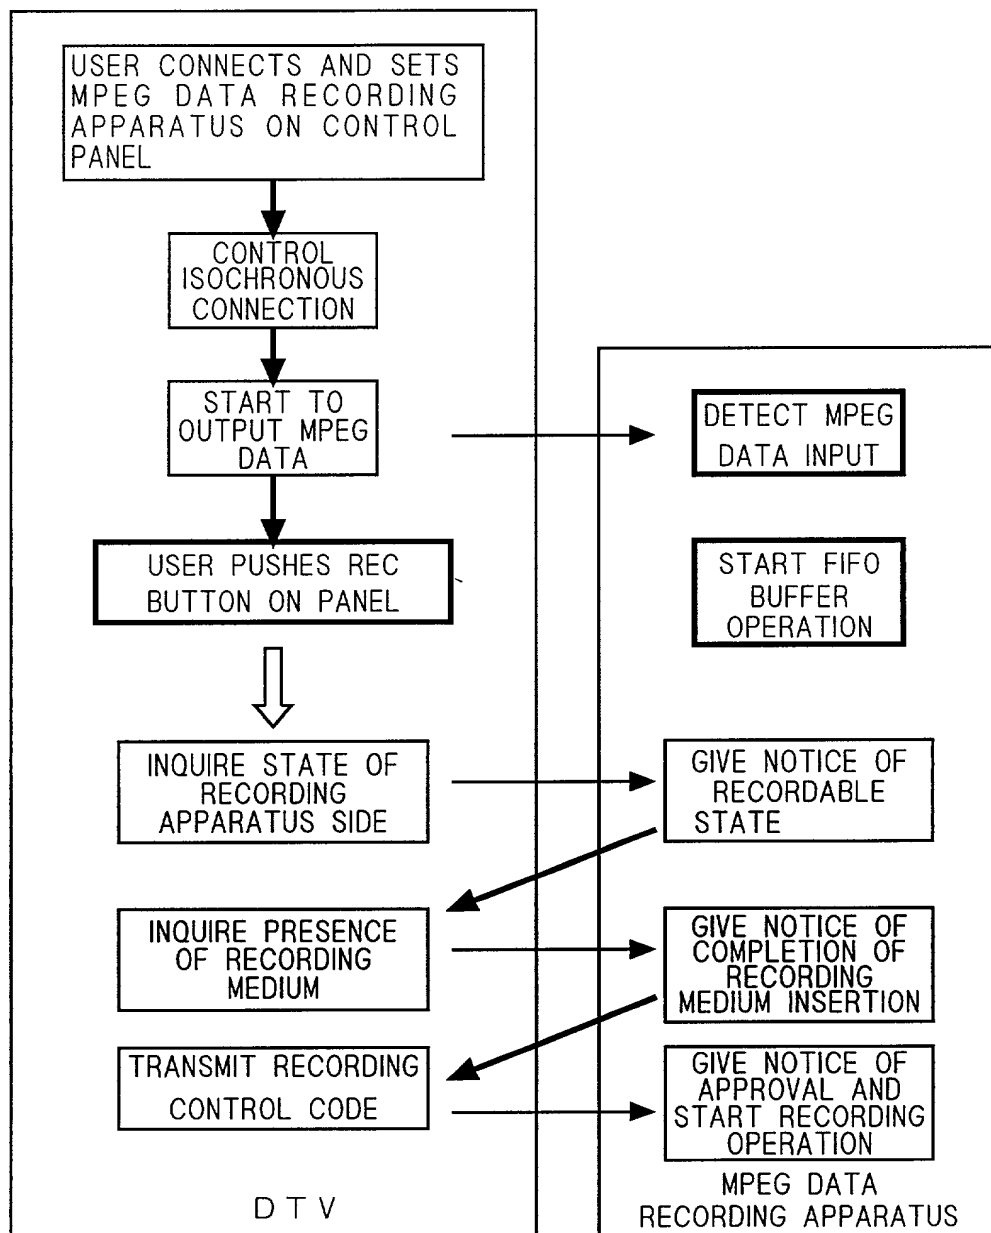 USER CONNECTS AND SETS
MPEG DATA RECORDING
APPARATUS ON CONTROL
PANEL
CONTROL
ISOCHRONOUS
CONNECTION
START TO
OUTPUT MPEG
DATA
DETECT MPEG
DATA INPUT
USER PUSHES REC
BUTTON ON PANEL
START FIFO
BUFFER
OPERATION
INQUIRE STATE OF
RECORDING
APPARATUS SIDE
GIVE NOTICE OF
RECORDABLE
STATE
INQUIRE PRESENCE
OF RECORDING
MEDIUM
GIVE NOTICE OF
COMPLETION OF
RECORDING
MEDIUM INSERTION
TRANSMIT RECORDING
CONTROL CODE
GIVE NOTICE OF
APPROVAL AND
START RECORDING
OPERATION
DTV
MPEG DATA
RECORDING APPARATUS